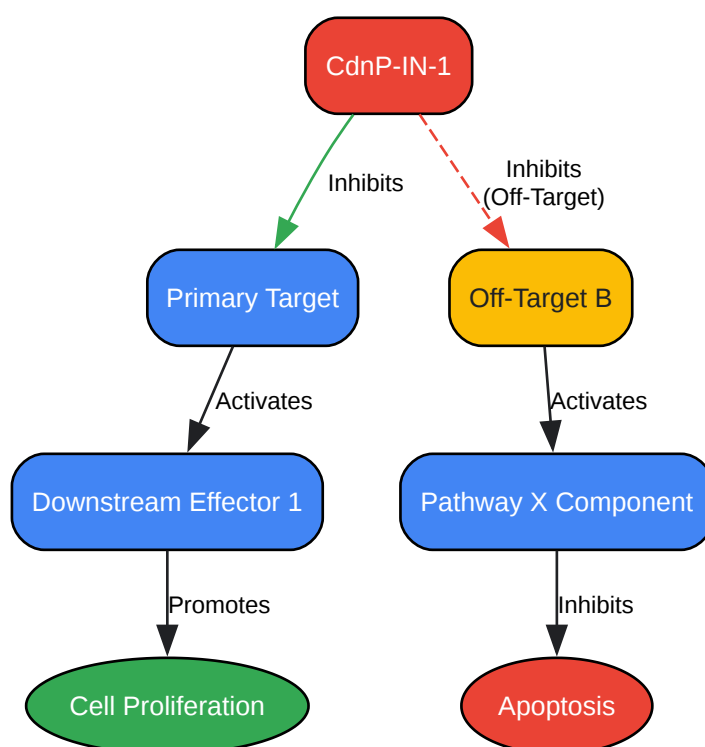 CdnP-IN-1
Inhibits
Inhibits
(Off-Target)
Primary Target
Off-Target B
Activates
Activates
Downstream Effector 1
Pathway X Component
Promotes
Inhibits
Cell Proliferation
Apoptosis